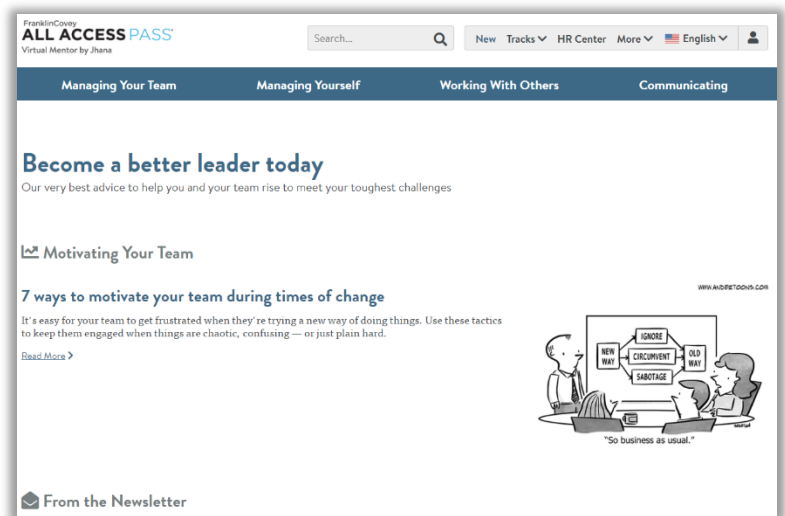 FranklinCovey
ALL ACCESS PASS®
Virtual Mentor by Jhana
Search...
New Tracks HR Center More English
Managing Your Team Managing Yourself Working With Others Communicating
Become a better leader today
Our very best advice to help you and your team rise to meet your toughest challenges
Motivating Your Team
7 ways to motivate your team during times of change
It's easy for your team to get frustrated when they're trying a new way of doing things. Use these tactics
to keep them engaged when things are chaotic, confusing — or just plain hard.
Read More
WWW.ANDERTOONS.COM
NEW WAY
IGNORE
CIRCUMVENT
SABOTAGE
OLD WAY
"So business as usual."
From the Newsletter